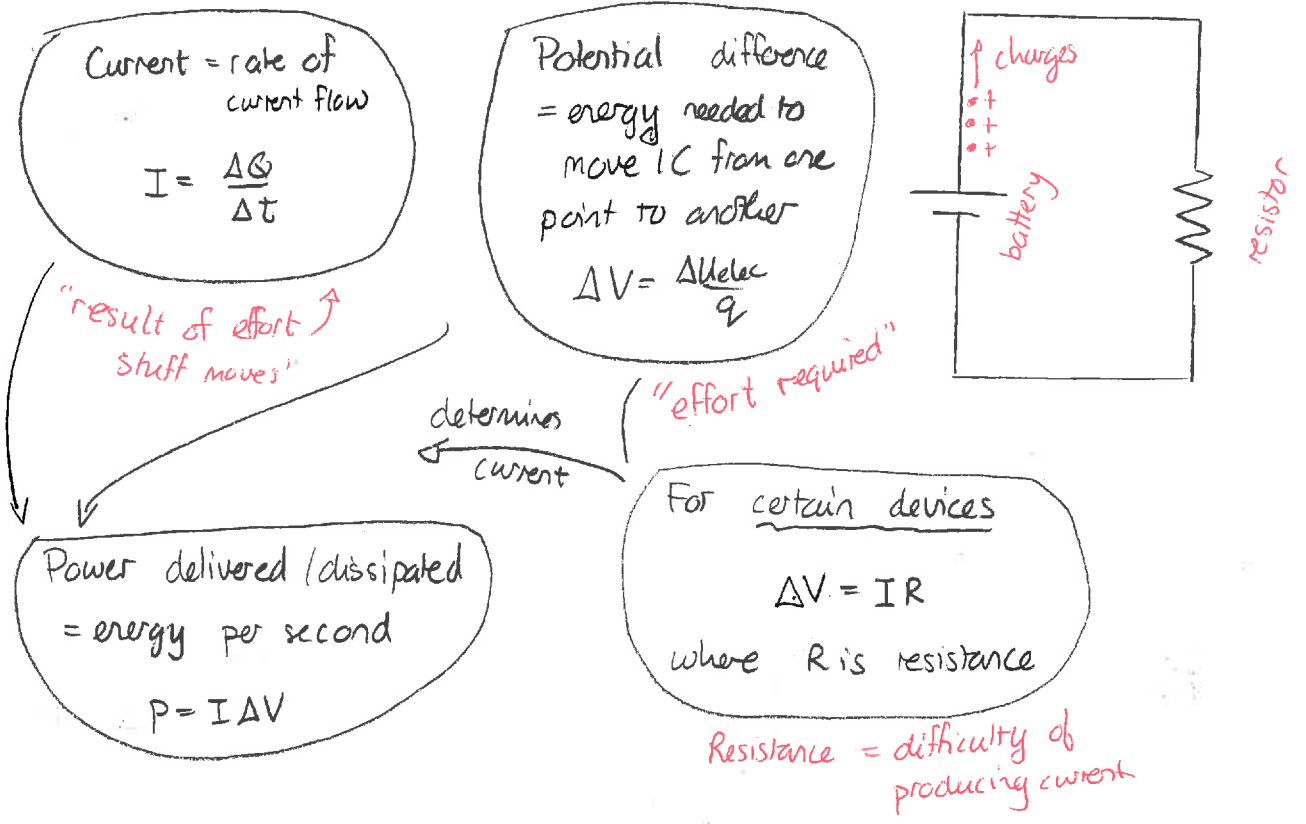 Current = rate of
current flow
I = ΔQ/Δt
"result of effort
stuff moves"
Potential difference
= energy needed to
move 1C from one
point to another
ΔV = ΔUelec/q
"effort required"
charges
+
+
+
battery
resistor
determines
current
Power delivered / dissipated
= energy per second
P = I ΔV
For certain devices
ΔV = IR
where R is resistance
Resistance = difficulty of
producing current